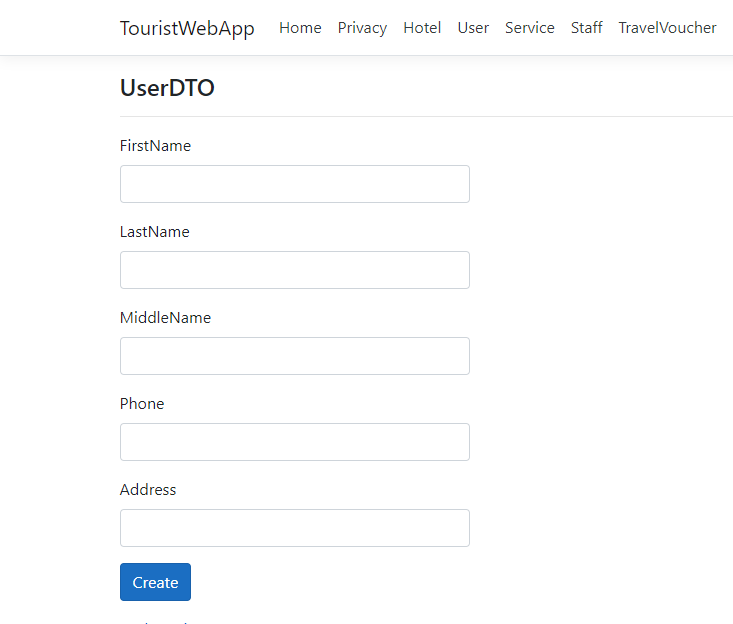 TouristWebApp Home Privacy Hotel User Service Staff TravelVoucher
UserDTO
FirstName
LastName
MiddleName
Phone
Address
Create